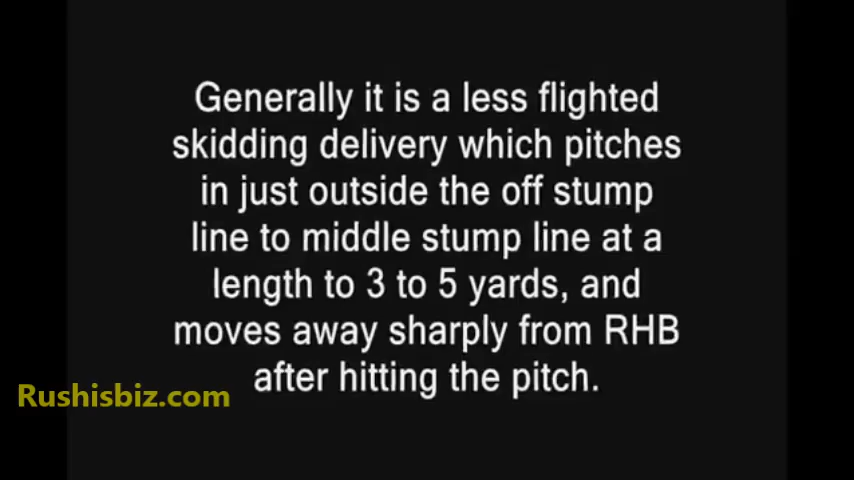 Generally it is a less flighted
skidding delivery which pitches
in just outside the off stump
line to middle stump line at a
length to 3 to 5 yards, and
moves away sharply from RHB
after hitting the pitch.
Rushisbiz.com